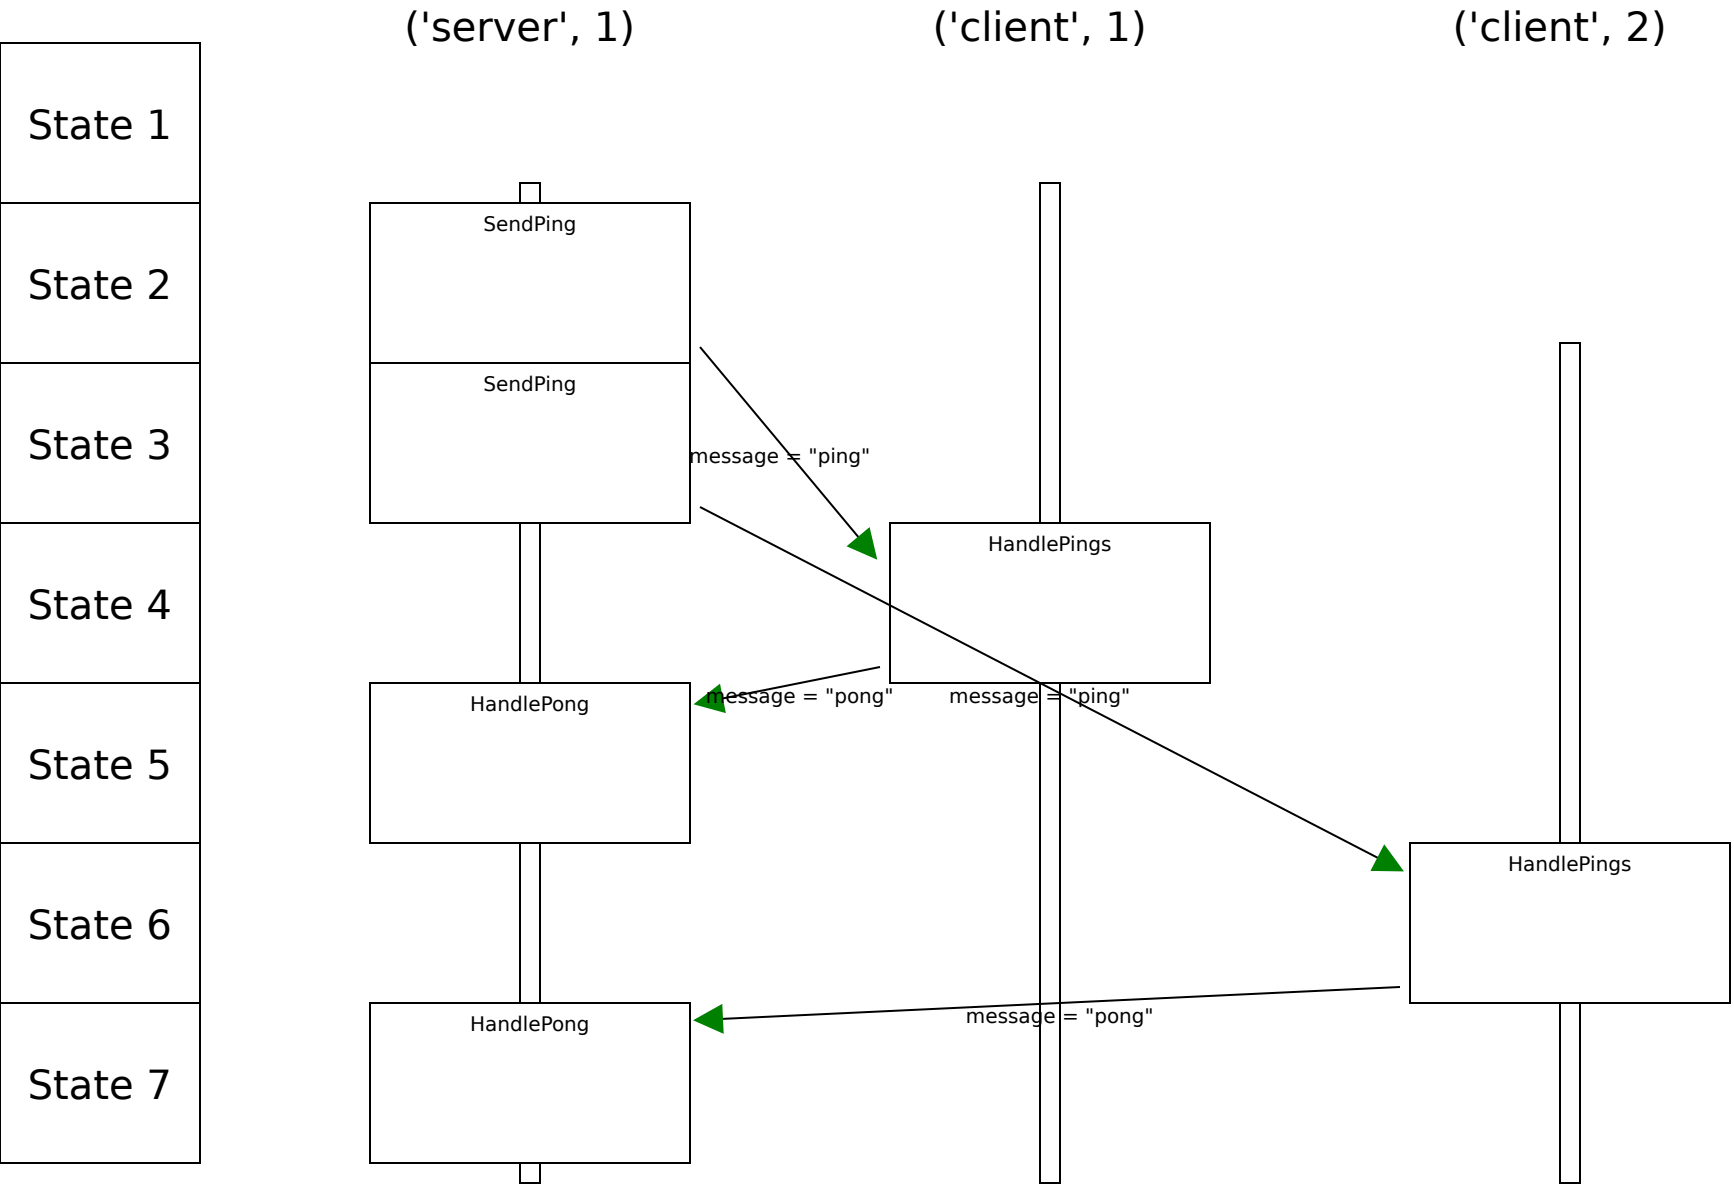 ('server', 1) ('client', 1) ('client', 2)
State 1
SendPing
State 2
SendPing
State 3
message = "ping"
HandlePings
State 4
message = "pong" message = "ping"
HandlePong
State 5
HandlePings
State 6
message = "pong"
HandlePong
State 7